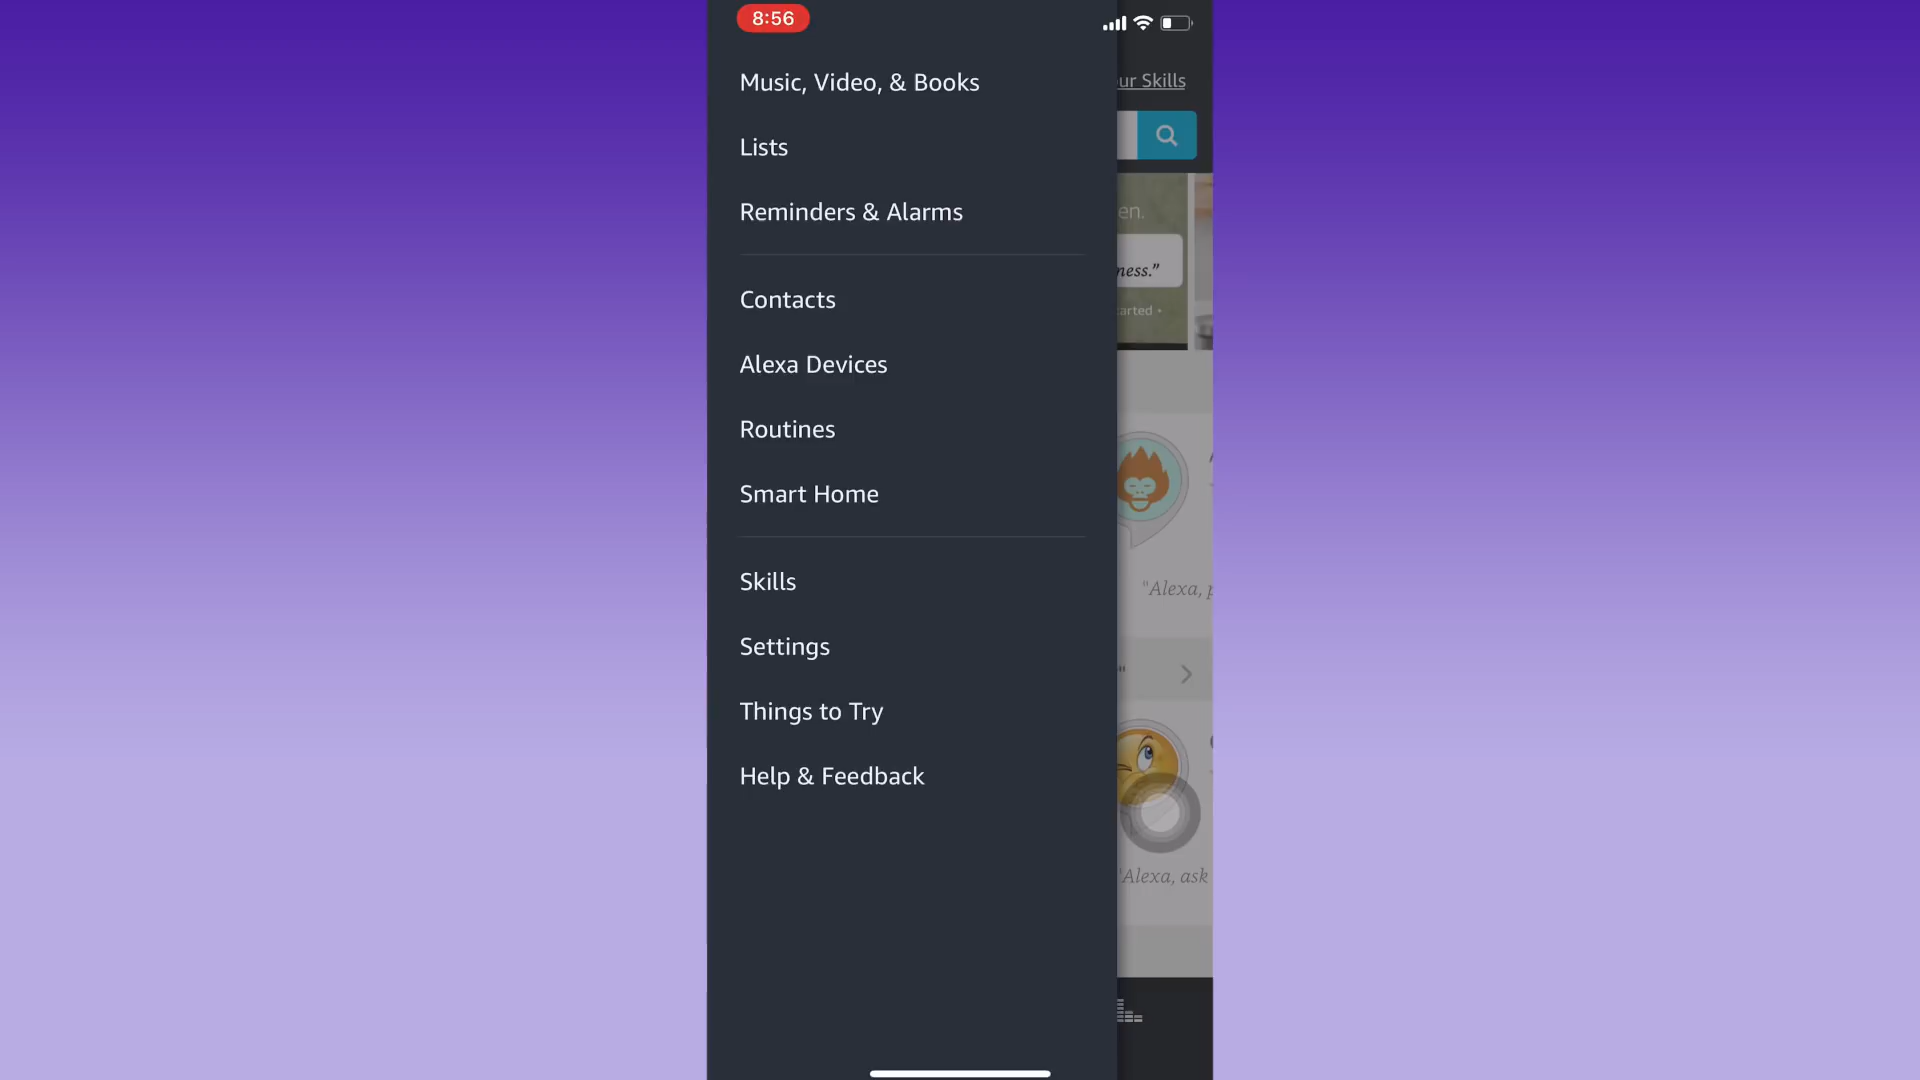 8:56
Music, Video, & Books
ur Skills
Lists
Reminders & Alarms
en.
ness.”
Contacts
arted •
Alexa Devices
Routines
Smart Home
Skills
"Alexa, p
Settings
"
Things to Try
Help & Feedback
"Alexa, ask